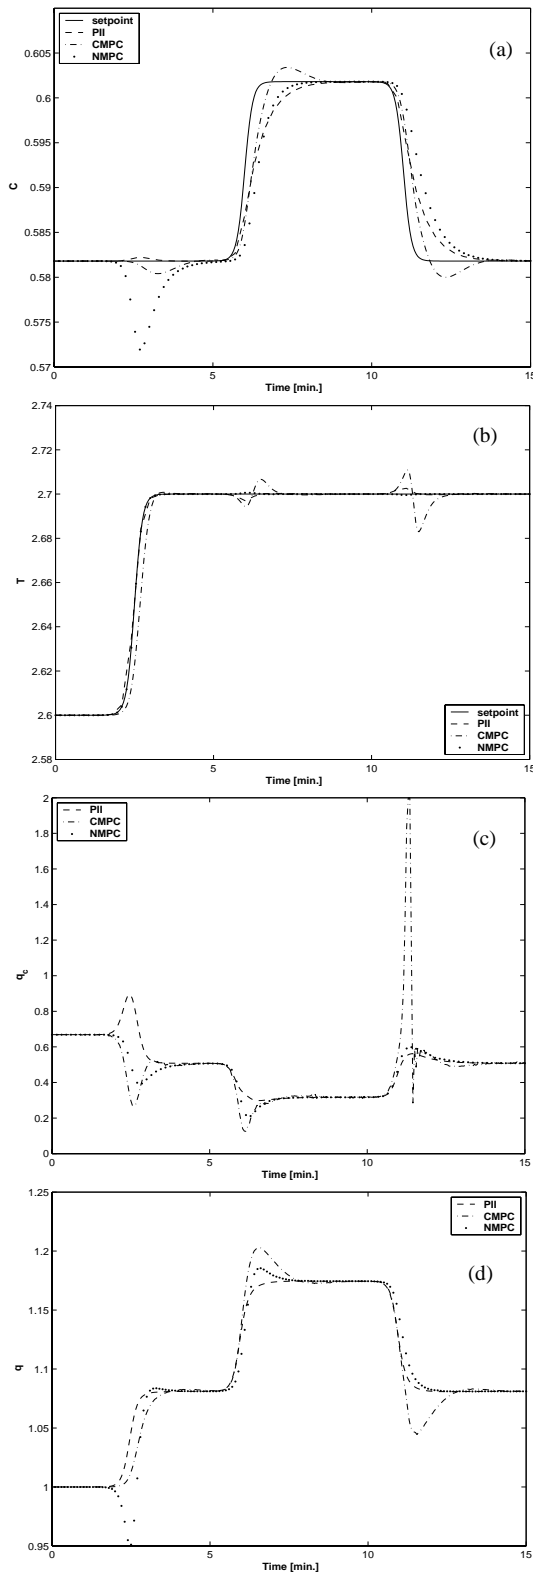 setpoint
PII
CMPC
NMPC
(a)
0.605
0.6
0.595
0.59
0.585
0.58
0.575
0.57
C
0
5
10
15
Time [min.]
2.74
2.72
2.7
2.68
2.66
2.64
2.62
2.6
2.58
T
(b)
setpoint
PII
CMPC
NMPC
0
5
10
15
Time [min.]
PII
CMPC
NMPC
(c)
2
1.8
1.6
1.4
1.2
1
0.8
0.6
0.4
0.2
0
qc
0
5
10
15
Time [min.]
1.25
1.2
1.15
1.1
1.05
1
0.95
q
PII
CMPC
NMPC
(d)
0
5
10
15
Time [min.]